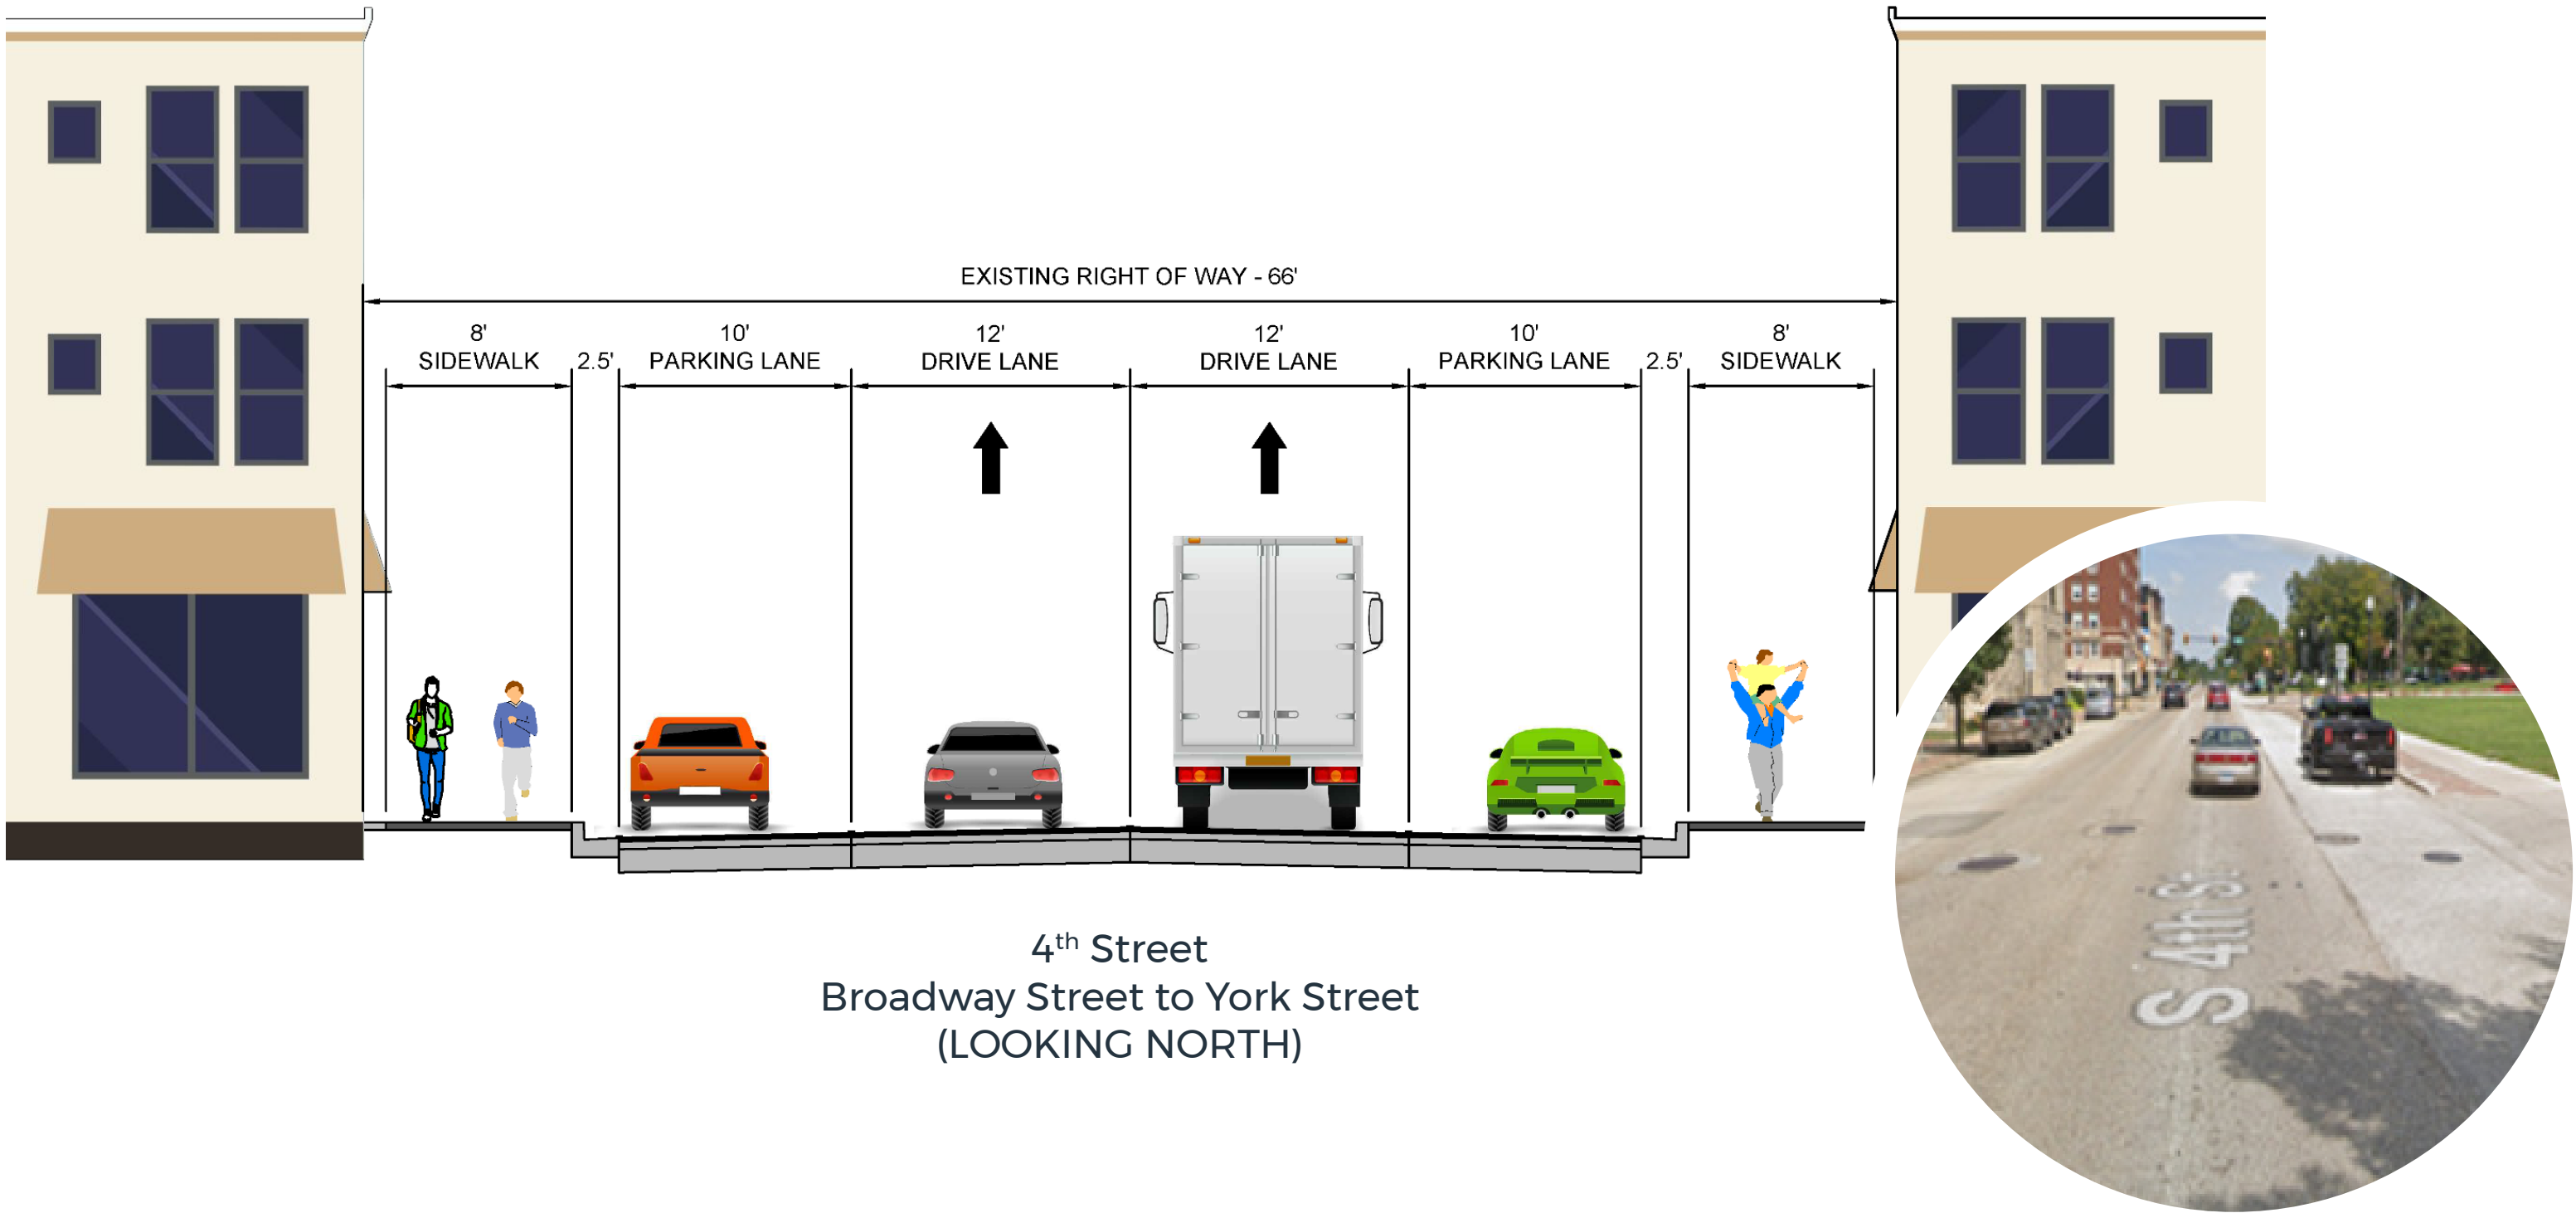 EXISTING RIGHT OF WAY - 66'
8'
SIDEWALK
2.5'
10'
PARKING LANE
12'
DRIVE LANE
12'
DRIVE LANE
10'
PARKING LANE
2.5'
8'
SIDEWALK
4th Street
Broadway Street to York Street
(LOOKING NORTH)
S 4th St